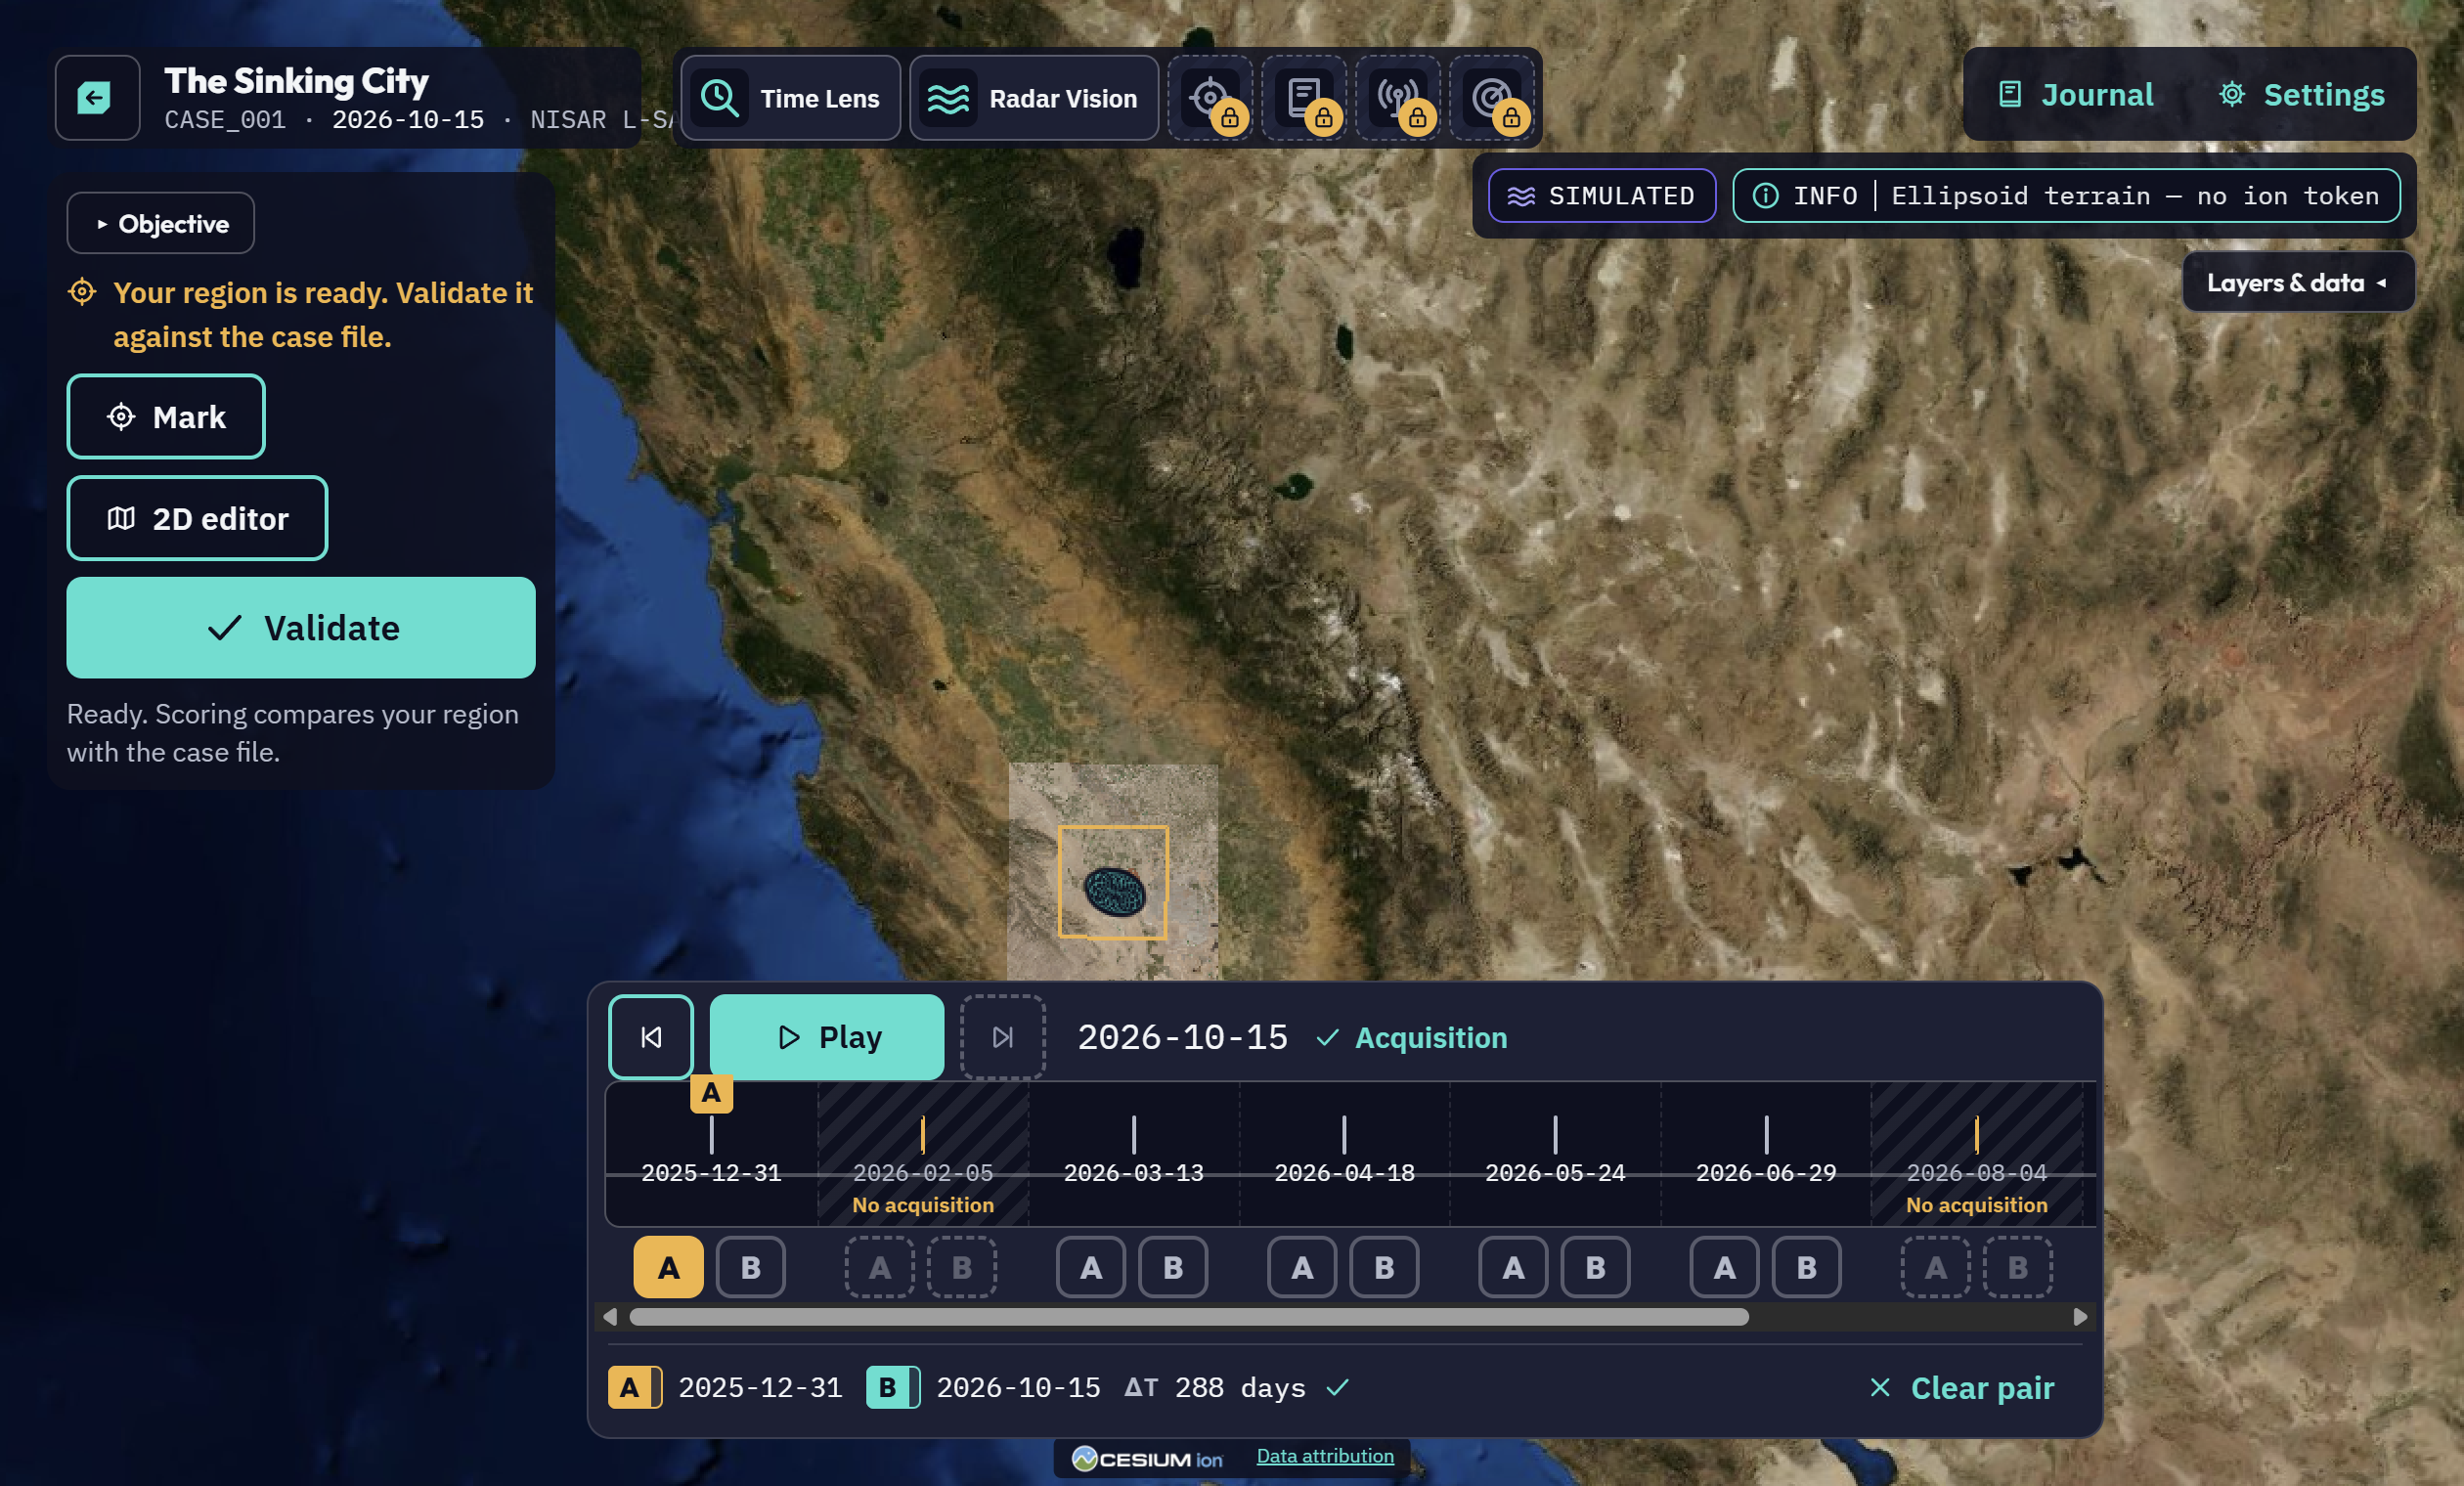 The Sinking City
CASE_001 · 2026-10-15 · NISAR L-SA
Time Lens
Radar Vision
Journal
Settings
SIMULATED
INFO | Ellipsoid terrain — no ion token
Layers & data
Objective
Your region is ready. Validate it
against the case file.
Mark
2D editor
Validate
Ready. Scoring compares your region
with the case file.
Play
2026-10-15
Acquisition
A
2025-12-31
2026-02-05
2026-03-13
2026-04-18
2026-05-24
2026-06-29
2026-08-04
No acquisition
No acquisition
A B A B A B A B A B A B A B
A 2025-12-31 B 2026-10-15 ΔT 288 days
Clear pair
CESIUM ion
Data attribution